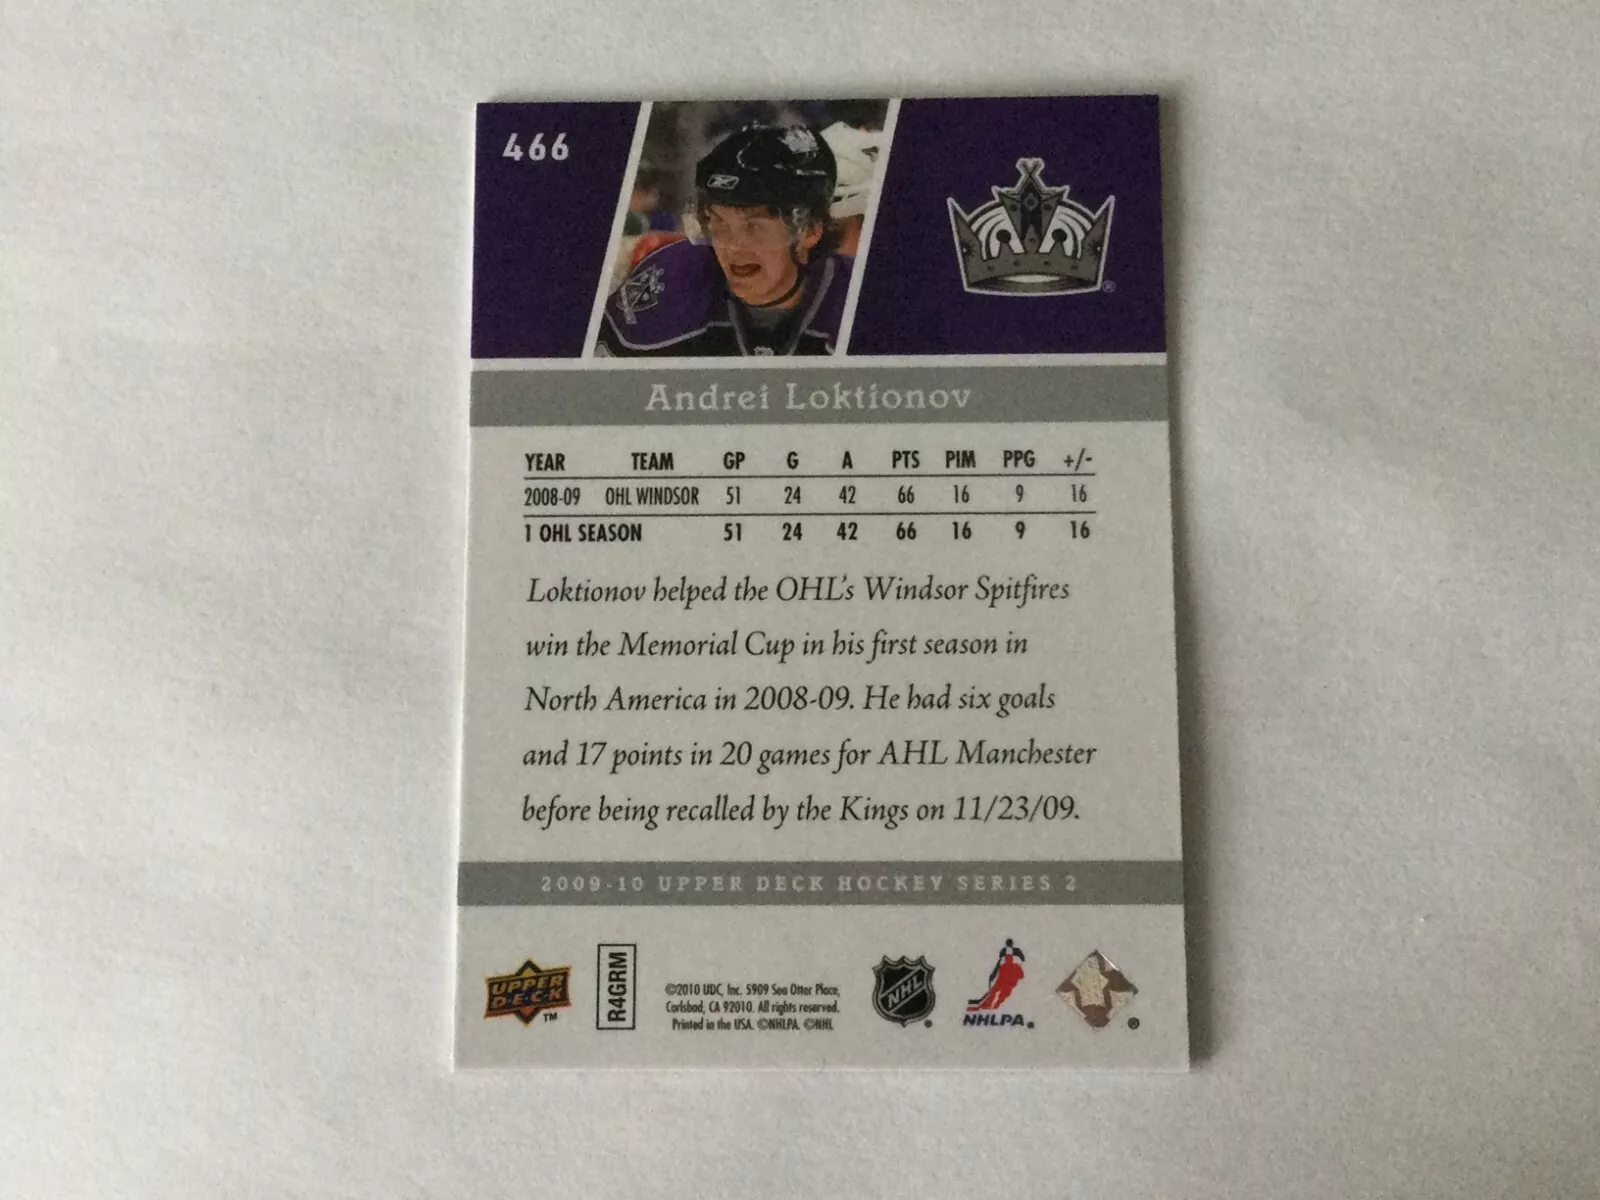 466
Andrei Loktionov
YEAR TEAM GP G A PTS PIM PPG +/-
2008-09 OHL WINDSOR 51 24 42 66 16 9 16
1 OHL SEASON 51 24 42 66 16 9 16
Loktionov helped the OHL's Windsor Spitfires
win the Memorial Cup in his first season in
North America in 2008-09. He had six goals
and 17 points in 20 games for AHL Manchester
before being recalled by the Kings on 11/23/09.
2009-10 UPPER DECK HOCKEY SERIES 2
UPPER
D·E·C·K
TM
R4GRM
©2010 UDC, Inc. 5909 Sea Otter Place,
Carlsbad, CA 92010. All rights reserved.
Printed in the USA. ©NHLPA. ©NHL
NHL
NHLPA